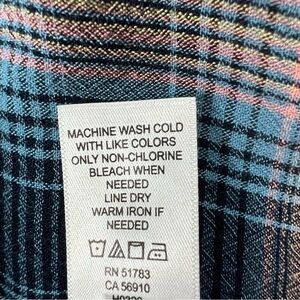 MACHINE WASH COLD
WITH LIKE COLORS
ONLY NON-CHLORINE
BLEACH WHEN
NEEDED
LINE DRY
WARM IRON IF
NEEDED
RN 51783
CA 56910